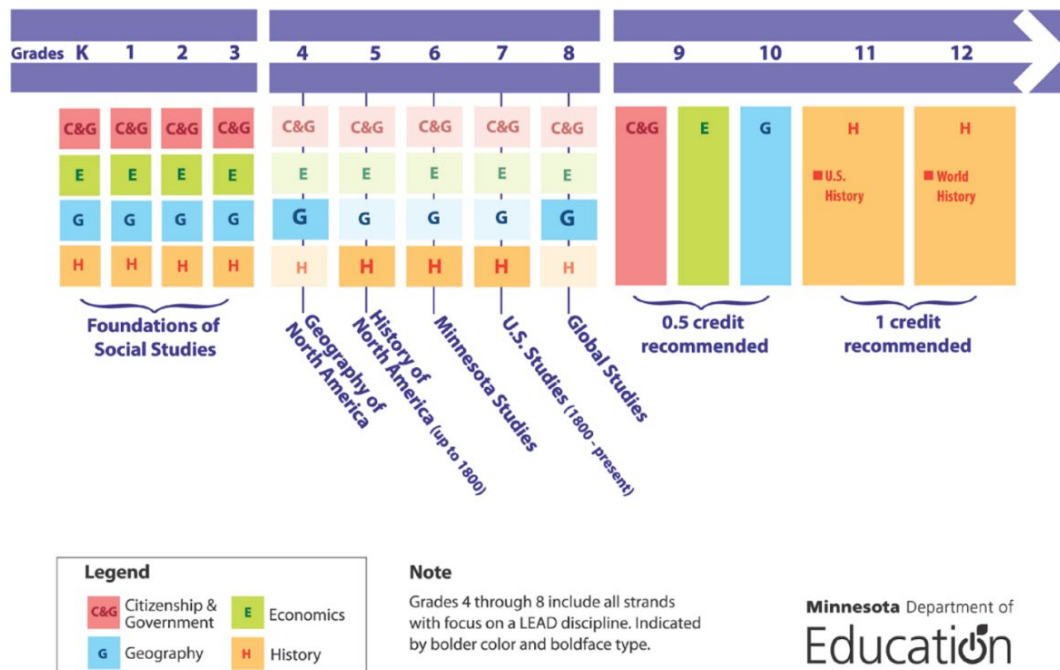 Grades K 1 2 3 4 5 6 7 8 9 10 11 12
C&G C&G C&G C&G C&G C&G C&G C&G C&G C&G E G H H
E E E E E E E E E
G G G G G G G G G
H H H H H H H H H
U.S.
History
World
History
Foundations of
Social Studies
Geography of
North America
History of
North America (up to 1800)
Minnesota Studies
U.S. Studies (1800 - present)
Global Studies
0.5 credit
recommended
1 credit
recommended
Legend
C&G Citizenship &
Government
E Economics
G Geography
H History
Note
Grades 4 through 8 include all strands
with focus on a LEAD discipline. Indicated
by bolder color and boldface type.
Minnesota Department of
Education